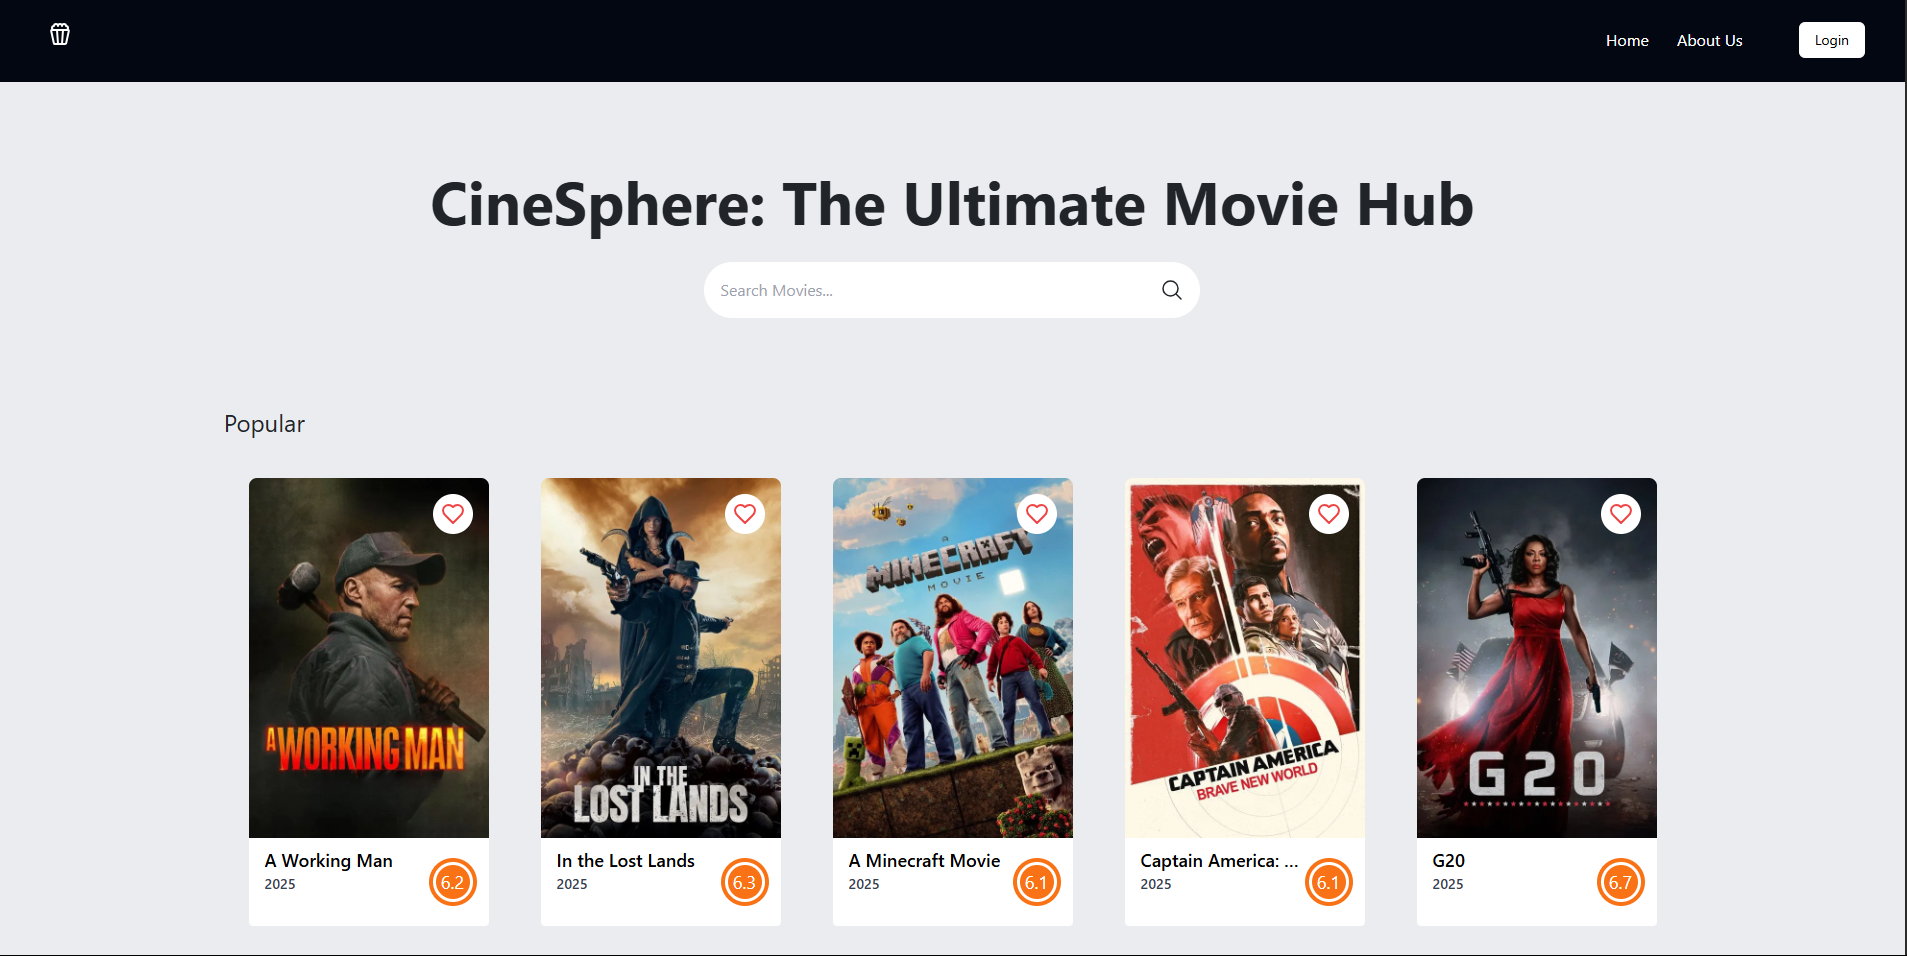 Home
About Us
Login
CineSphere: The Ultimate Movie Hub
Search Movies...
Popular
A WORKING MAN
IN THE
LOST LANDS
A
MINECRAFT
MOVIE
CAPTAIN AMERICA
BRAVE NEW WORLD
G20
A Working Man
2025
6.2
In the Lost Lands
2025
6.3
A Minecraft Movie
2025
6.1
Captain America: ...
2025
6.1
G20
2025
6.7